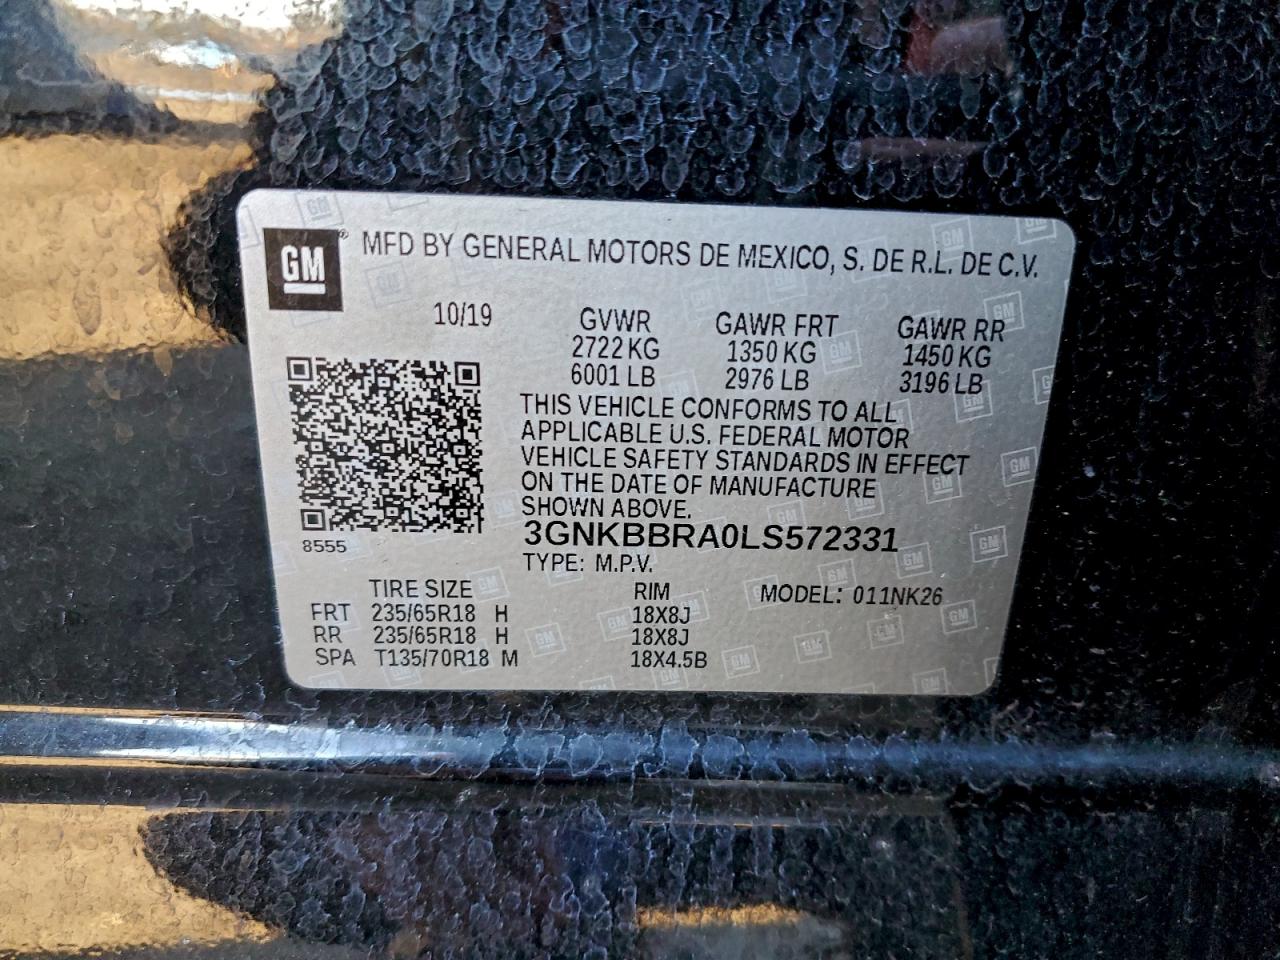 GM ® MFD BY GENERAL MOTORS DE MEXICO, S. DE R.L. DE C.V.
10/19 GVWR GAWR FRT GAWR RR
2722 KG 1350 KG 1450 KG
6001 LB 2976 LB 3196 LB
THIS VEHICLE CONFORMS TO ALL
APPLICABLE U.S. FEDERAL MOTOR
VEHICLE SAFETY STANDARDS IN EFFECT
ON THE DATE OF MANUFACTURE
SHOWN ABOVE.
8555 3GNKBBRA0LS572331
TYPE: M.P.V.
TIRE SIZE RIM MODEL: 011NK26
FRT 235/65R18 H 18X8J
RR 235/65R18 H 18X8J
SPA T135/70R18 M 18X4.5B